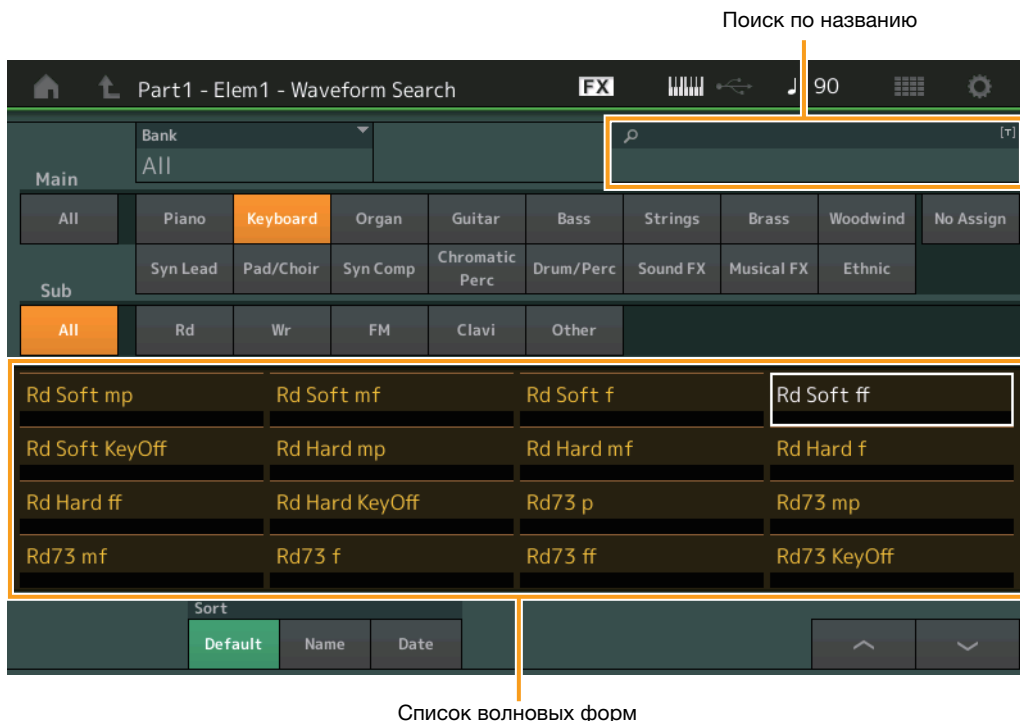 Поиск по названию
Part1 - Elem1 - Waveform Search FX ♩ 90
Bank
[T]
All
Main
All Piano Keyboard Organ Guitar Bass Strings Brass Woodwind No Assign
Syn Lead Pad/Choir Syn Comp Chromatic Perc Drum/Perc Sound FX Musical FX Ethnic
Sub
All Rd Wr FM Clavi Other
Rd Soft mp Rd Soft mf Rd Soft f Rd Soft ff
Rd Soft KeyOff Rd Hard mp Rd Hard mf Rd Hard f
Rd Hard ff Rd Hard KeyOff Rd73 p Rd73 mp
Rd73 mf Rd73 f Rd73 ff Rd73 KeyOff
Sort
Default Name Date
Список волновых форм